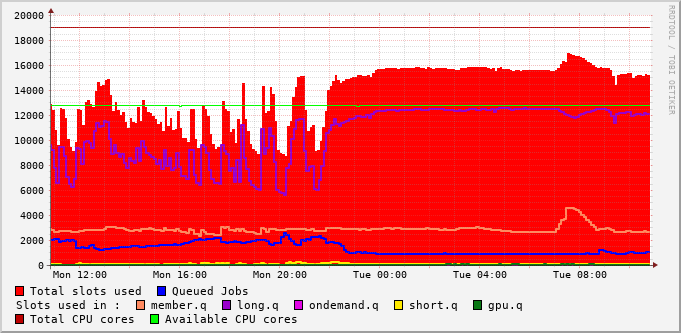 20000
18000
16000
14000
12000
10000
8000
6000
4000
2000
0
Mon 12:00 Mon 16:00 Mon 20:00 Tue 00:00 Tue 04:00 Tue 08:00
Total slots used Queued Jobs
Slots used in : member.q long.q ondemand.q short.q gpu.q
Total CPU cores Available CPU cores
RRDTOOL / TOBI OETIKER